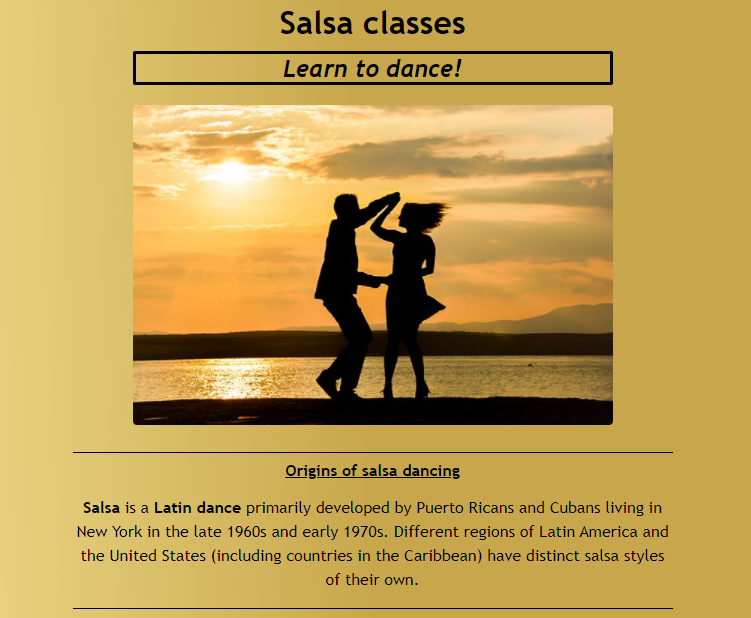 Salsa classes
Learn to dance!
Origins of salsa dancing
Salsa is a Latin dance primarily developed by Puerto Ricans and Cubans living in
New York in the late 1960s and early 1970s. Different regions of Latin America and
the United States (including countries in the Caribbean) have distinct salsa styles
of their own.